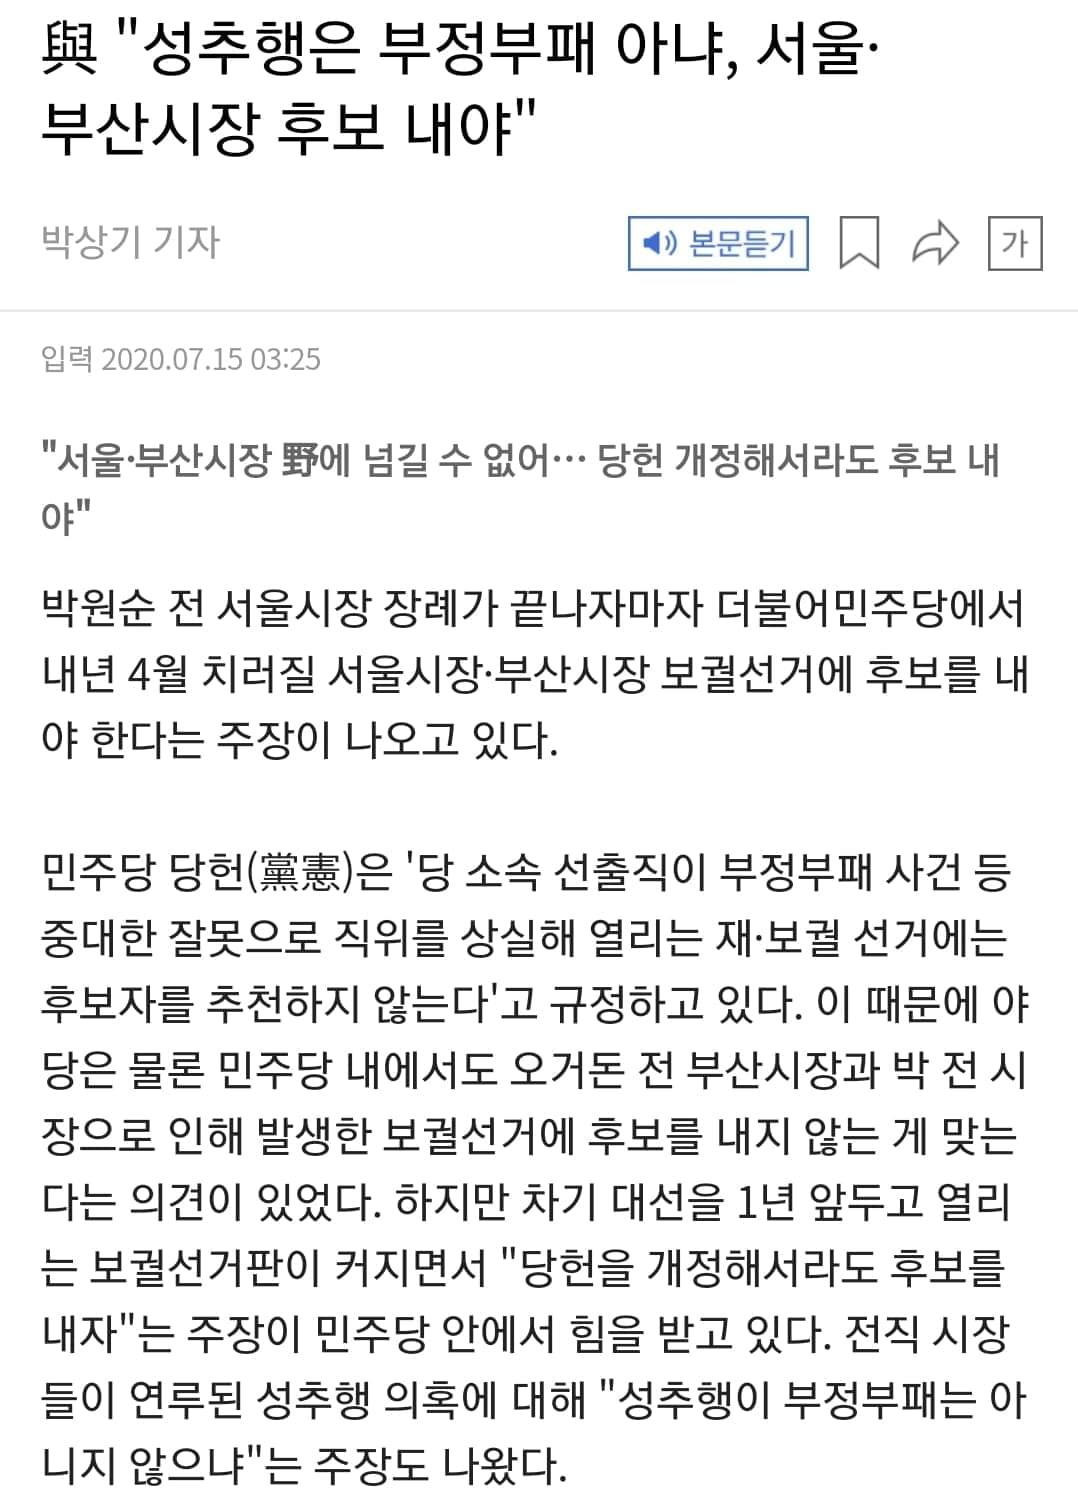 與 "성추행은 부정부패 아냐, 서울·
부산시장 후보 내야"
박상기 기자
본문듣기
가
입력 2020.07.15 03:25
"서울·부산시장 野에 넘길 수 없어… 당헌 개정해서라도 후보 내
야"
박원순 전 서울시장 장례가 끝나자마자 더불어민주당에서
내년 4월 치러질 서울시장·부산시장 보궐선거에 후보를 내
야 한다는 주장이 나오고 있다.
민주당 당헌(黨憲)은 '당 소속 선출직이 부정부패 사건 등
중대한 잘못으로 직위를 상실해 열리는 재·보궐 선거에는
후보자를 추천하지 않는다'고 규정하고 있다. 이 때문에 야
당은 물론 민주당 내에서도 오거돈 전 부산시장과 박 전 시
장으로 인해 발생한 보궐선거에 후보를 내지 않는 게 맞는
다는 의견이 있었다. 하지만 차기 대선을 1년 앞두고 열리
는 보궐선거판이 커지면서 "당헌을 개정해서라도 후보를
내자"는 주장이 민주당 안에서 힘을 받고 있다. 전직 시장
들이 연루된 성추행 의혹에 대해 "성추행이 부정부패는 아
니지 않으냐"는 주장도 나왔다.